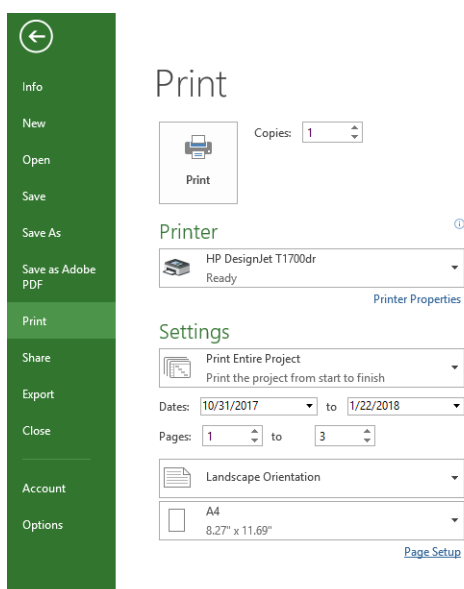 Info
New
Open
Save
Save As
Save as Adobe
PDF
Print
Share
Export
Close
Account
Options
Print
Copies: 1
Print
Printer
HP DesignJet T1700dr
Ready
Printer Properties
Settings
Print Entire Project
Print the project from start to finish
Dates: 10/31/2017 to 1/22/2018
Pages: 1 to 3
Landscape Orientation
A4
8.27" x 11.69"
Page Setup